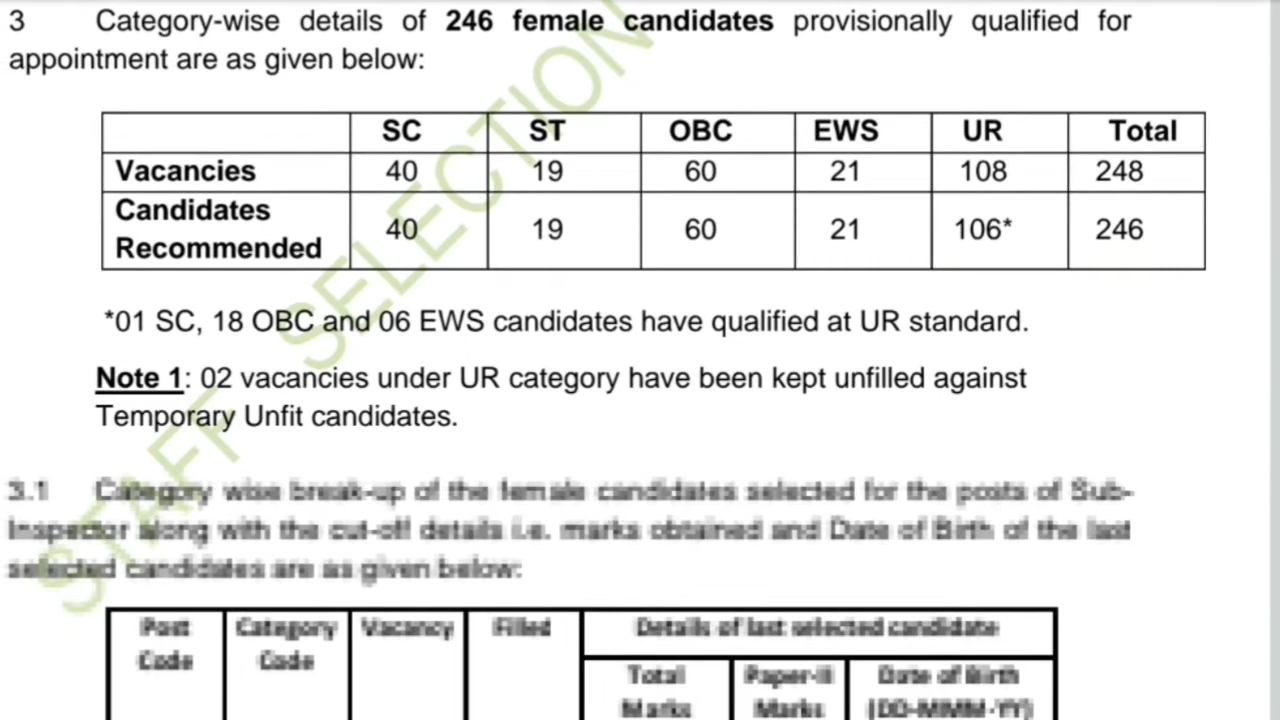 3 Category-wise details of 246 female candidates provisionally qualified for
appointment are as given below:
SC ST OBC EWS UR Total
Vacancies 40 19 60 21 108 248
Candidates
Recommended 40 19 60 21 106* 246
*01 SC, 18 OBC and 06 EWS candidates have qualified at UR standard.
Note 1: 02 vacancies under UR category have been kept unfilled against
Temporary Unfit candidates.
3.1 Category wise break-up of the female candidates selected for the posts of Sub-
Inspector along with the cut-off details i.e. marks obtained and Date of Birth of the last
selected candidates are as given below:
Post Category Vacancy Filled Details of last selected candidate
Code Code
Total Paper-II Date of Birth
Marks Marks (DD-MMM-YY)
STAFF SELECTION